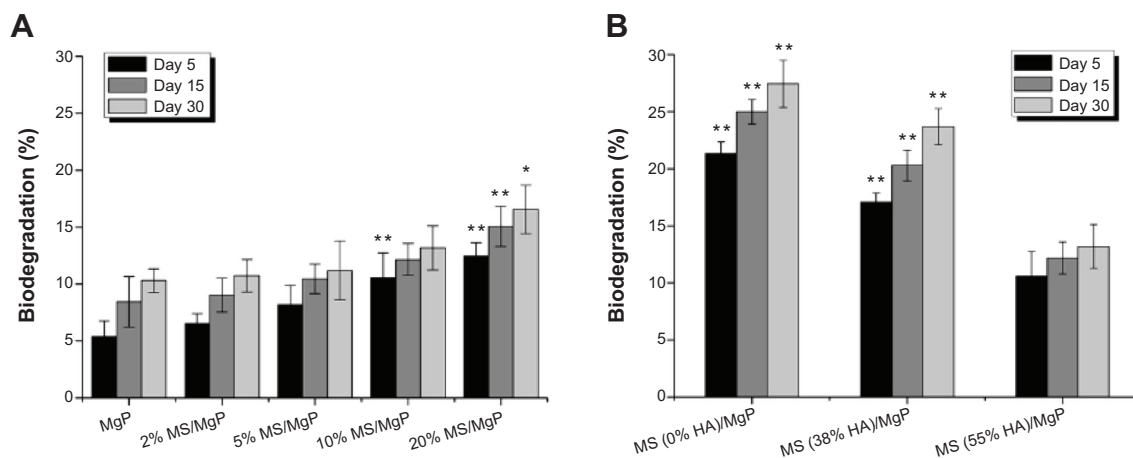 A
30
25
20
15
10
5
0
Biodegradation (%)
Day 5
Day 15
Day 30
**
**
**
*
MgP
2% MS/MgP
5% MS/MgP
10% MS/MgP
20% MS/MgP
B
30
25
20
15
10
5
0
Biodegradation (%)
Day 5
Day 15
Day 30
**
**
**
**
**
**
MS (0% HA)/MgP
MS (38% HA)/MgP
MS (55% HA)/MgP